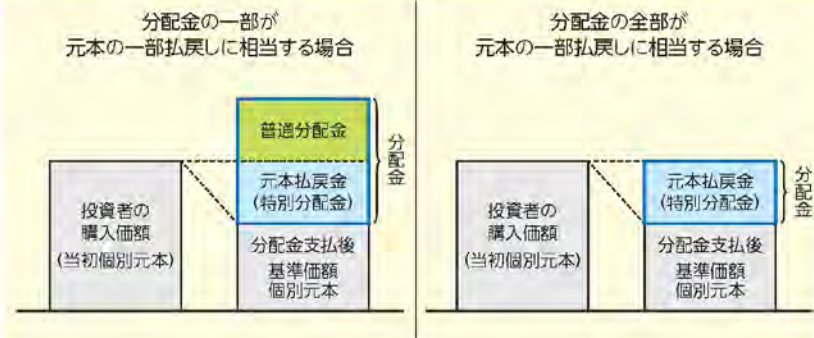 分配金の一部が
元本の一部払戻しに相当する場合
普通分配金
元本払戻金
(特別分配金)
分配金
投資者の
購入価額
(当初個別元本)
分配金支払後
基準価額
個別元本
分配金の全部が
元本の一部払戻しに相当する場合
元本払戻金
(特別分配金)
分配金
投資者の
購入価額
(当初個別元本)
分配金支払後
基準価額
個別元本